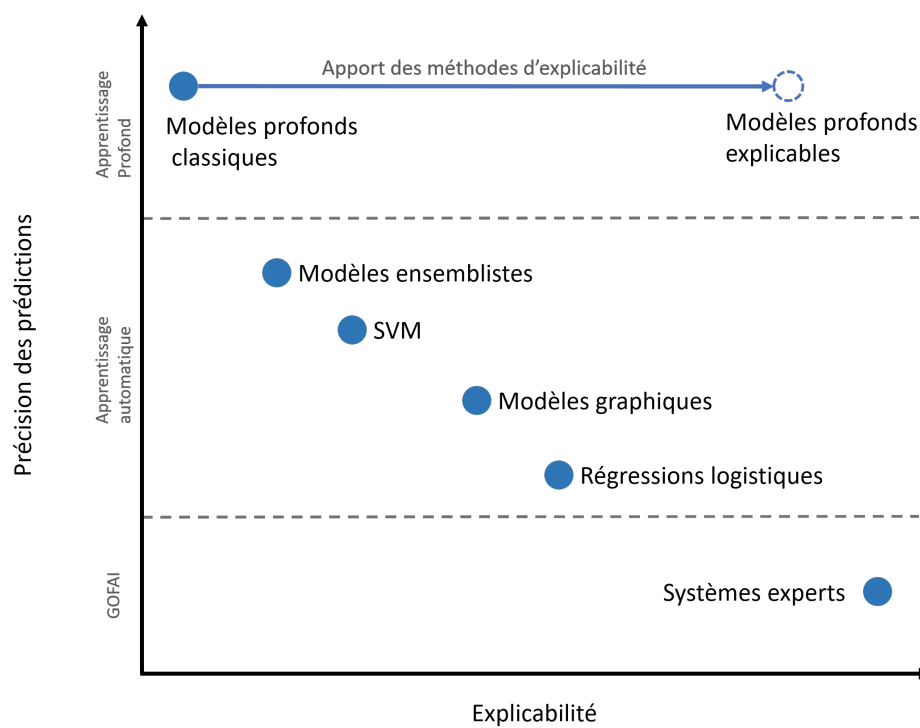 Apport des méthodes d'explicabilité
Modèles profonds
classiques
Modèles profonds
explicables
Apprentissage
Profond
Précision des prédictions
Modèles ensemblistes
SVM
Apprentissage
automatique
Modèles graphiques
Régressions logistiques
GOFAI
Systèmes experts
Explicabilité